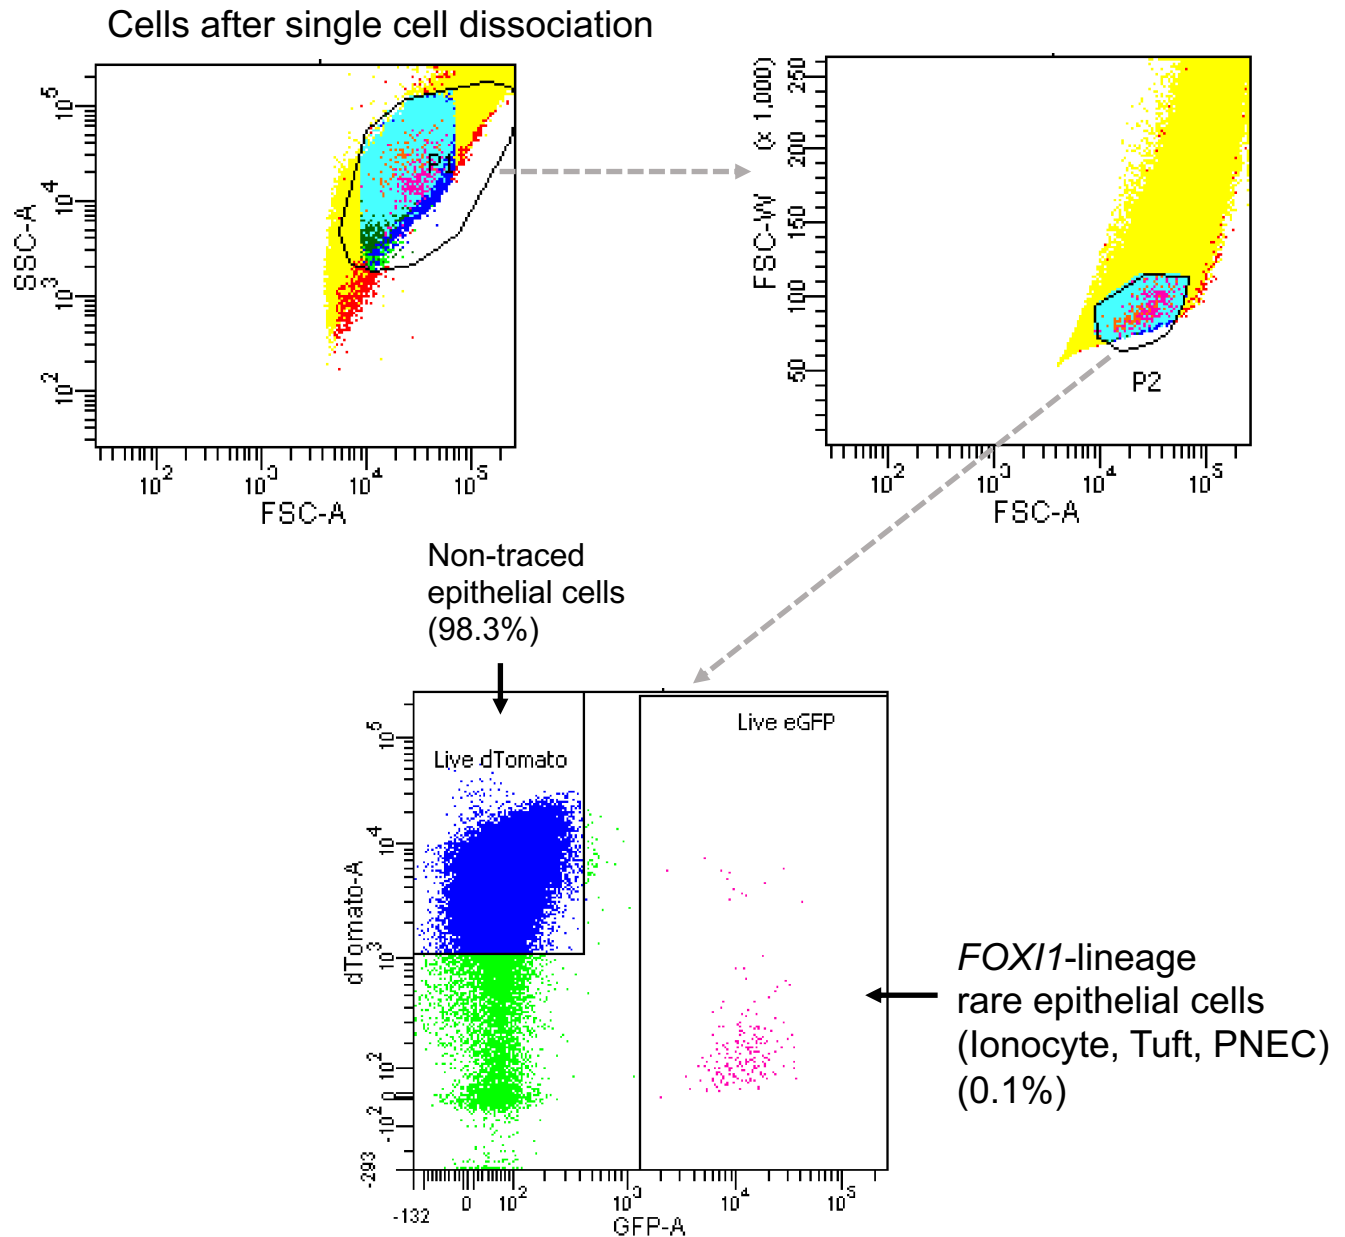 Cells after single cell dissociation
SSC-A
10^5
10^4
10^3
10^2
P1
10^2 10^3 10^4 10^5
FSC-A
FSC-W (x 1,000)
250
200
150
100
50
P2
10^2 10^3 10^4 10^5
FSC-A
Non-traced
epithelial cells
(98.3%)
Live dTomato
Live eGFP
dTomato-A
10^5
10^4
10^3
10^2
0
-10^2
-293
-132 0 10^2 10^3 10^4 10^5
GFP-A
FOXI1-lineage
rare epithelial cells
(Ionocyte, Tuft, PNEC)
(0.1%)